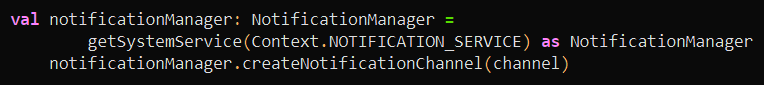 val notificationManager: NotificationManager =
        getSystemService(Context.NOTIFICATION_SERVICE) as NotificationManager
    notificationManager.createNotificationChannel(channel)